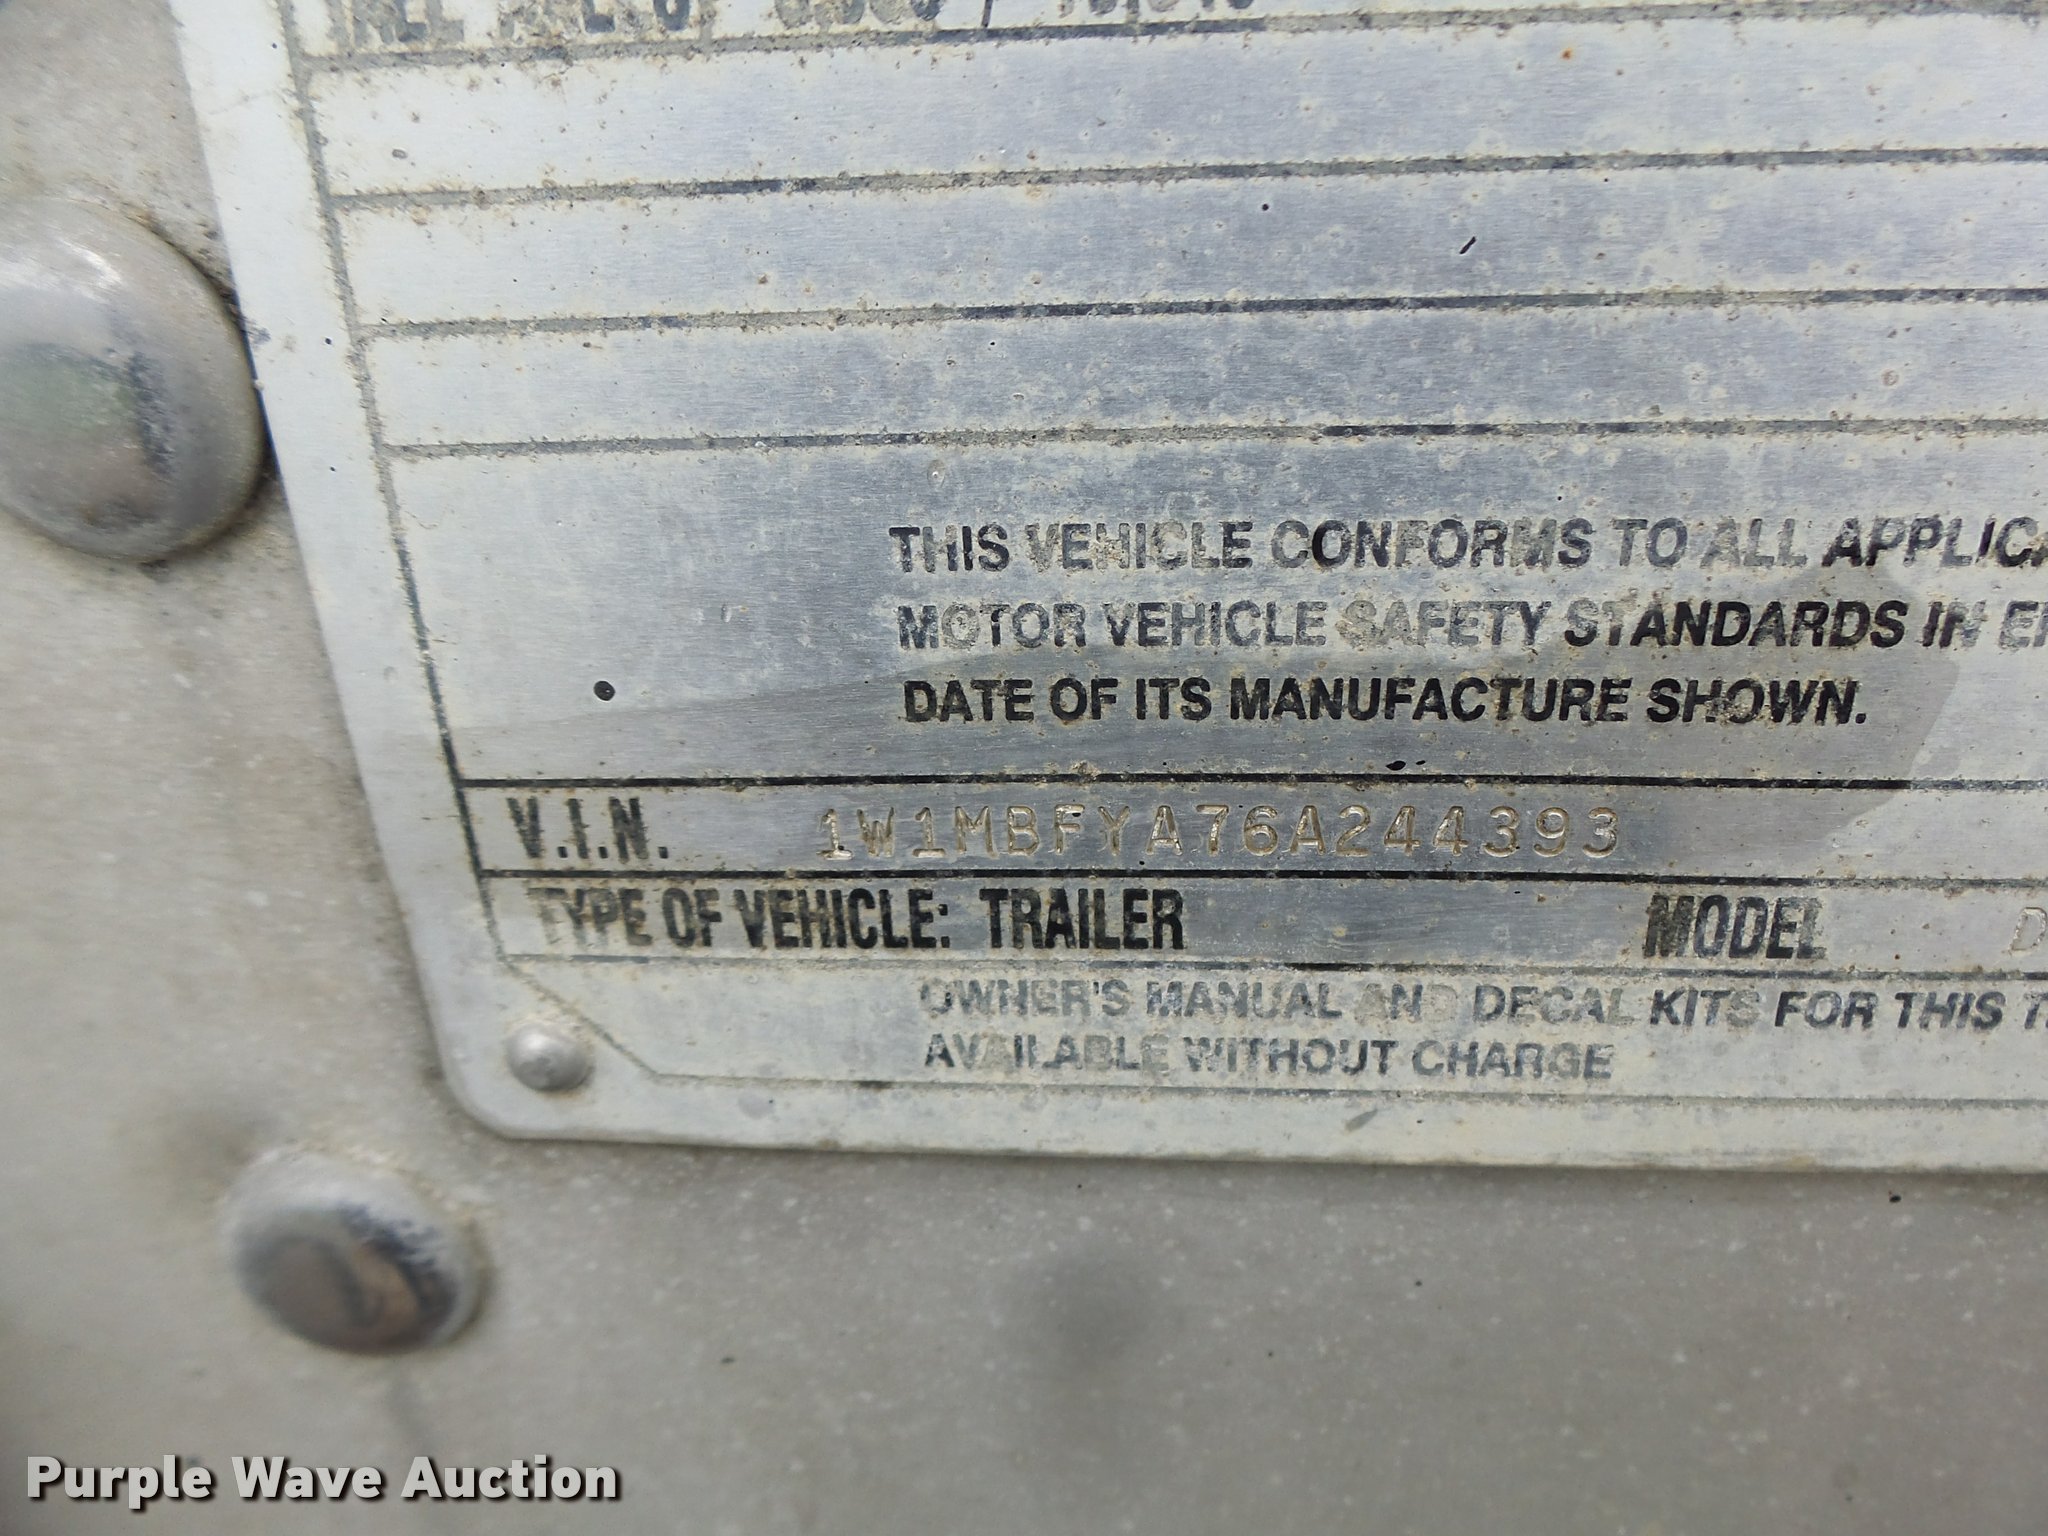 THIS VEHICLE CONFORMS TO ALL APPLICA
MOTOR VEHICLE SAFETY STANDARDS IN
DATE OF ITS MANUFACTURE SHOWN.
V.I.N. 1W1MBFYA76A244393
TYPE OF VEHICLE: TRAILER MODEL D
OWNER'S MANUAL AND DECAL KITS FOR THIS
AVAILABLE WITHOUT CHARGE
Purple Wave Auction